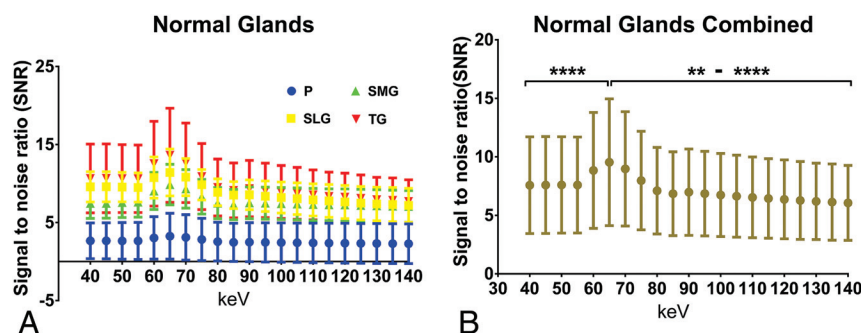 Normal Glands
Signal to noise ratio (SNR)
25
15
5
-5
P
SMG
SLG
TG
40 50 60 70 80 90 100 110 120 130 140
keV
A
Normal Glands Combined
Signal to noise ratio(SNR)
20
15
10
5
0
****
** - ****
30 40 50 60 70 80 90 100 110 120 130 140
keV
B